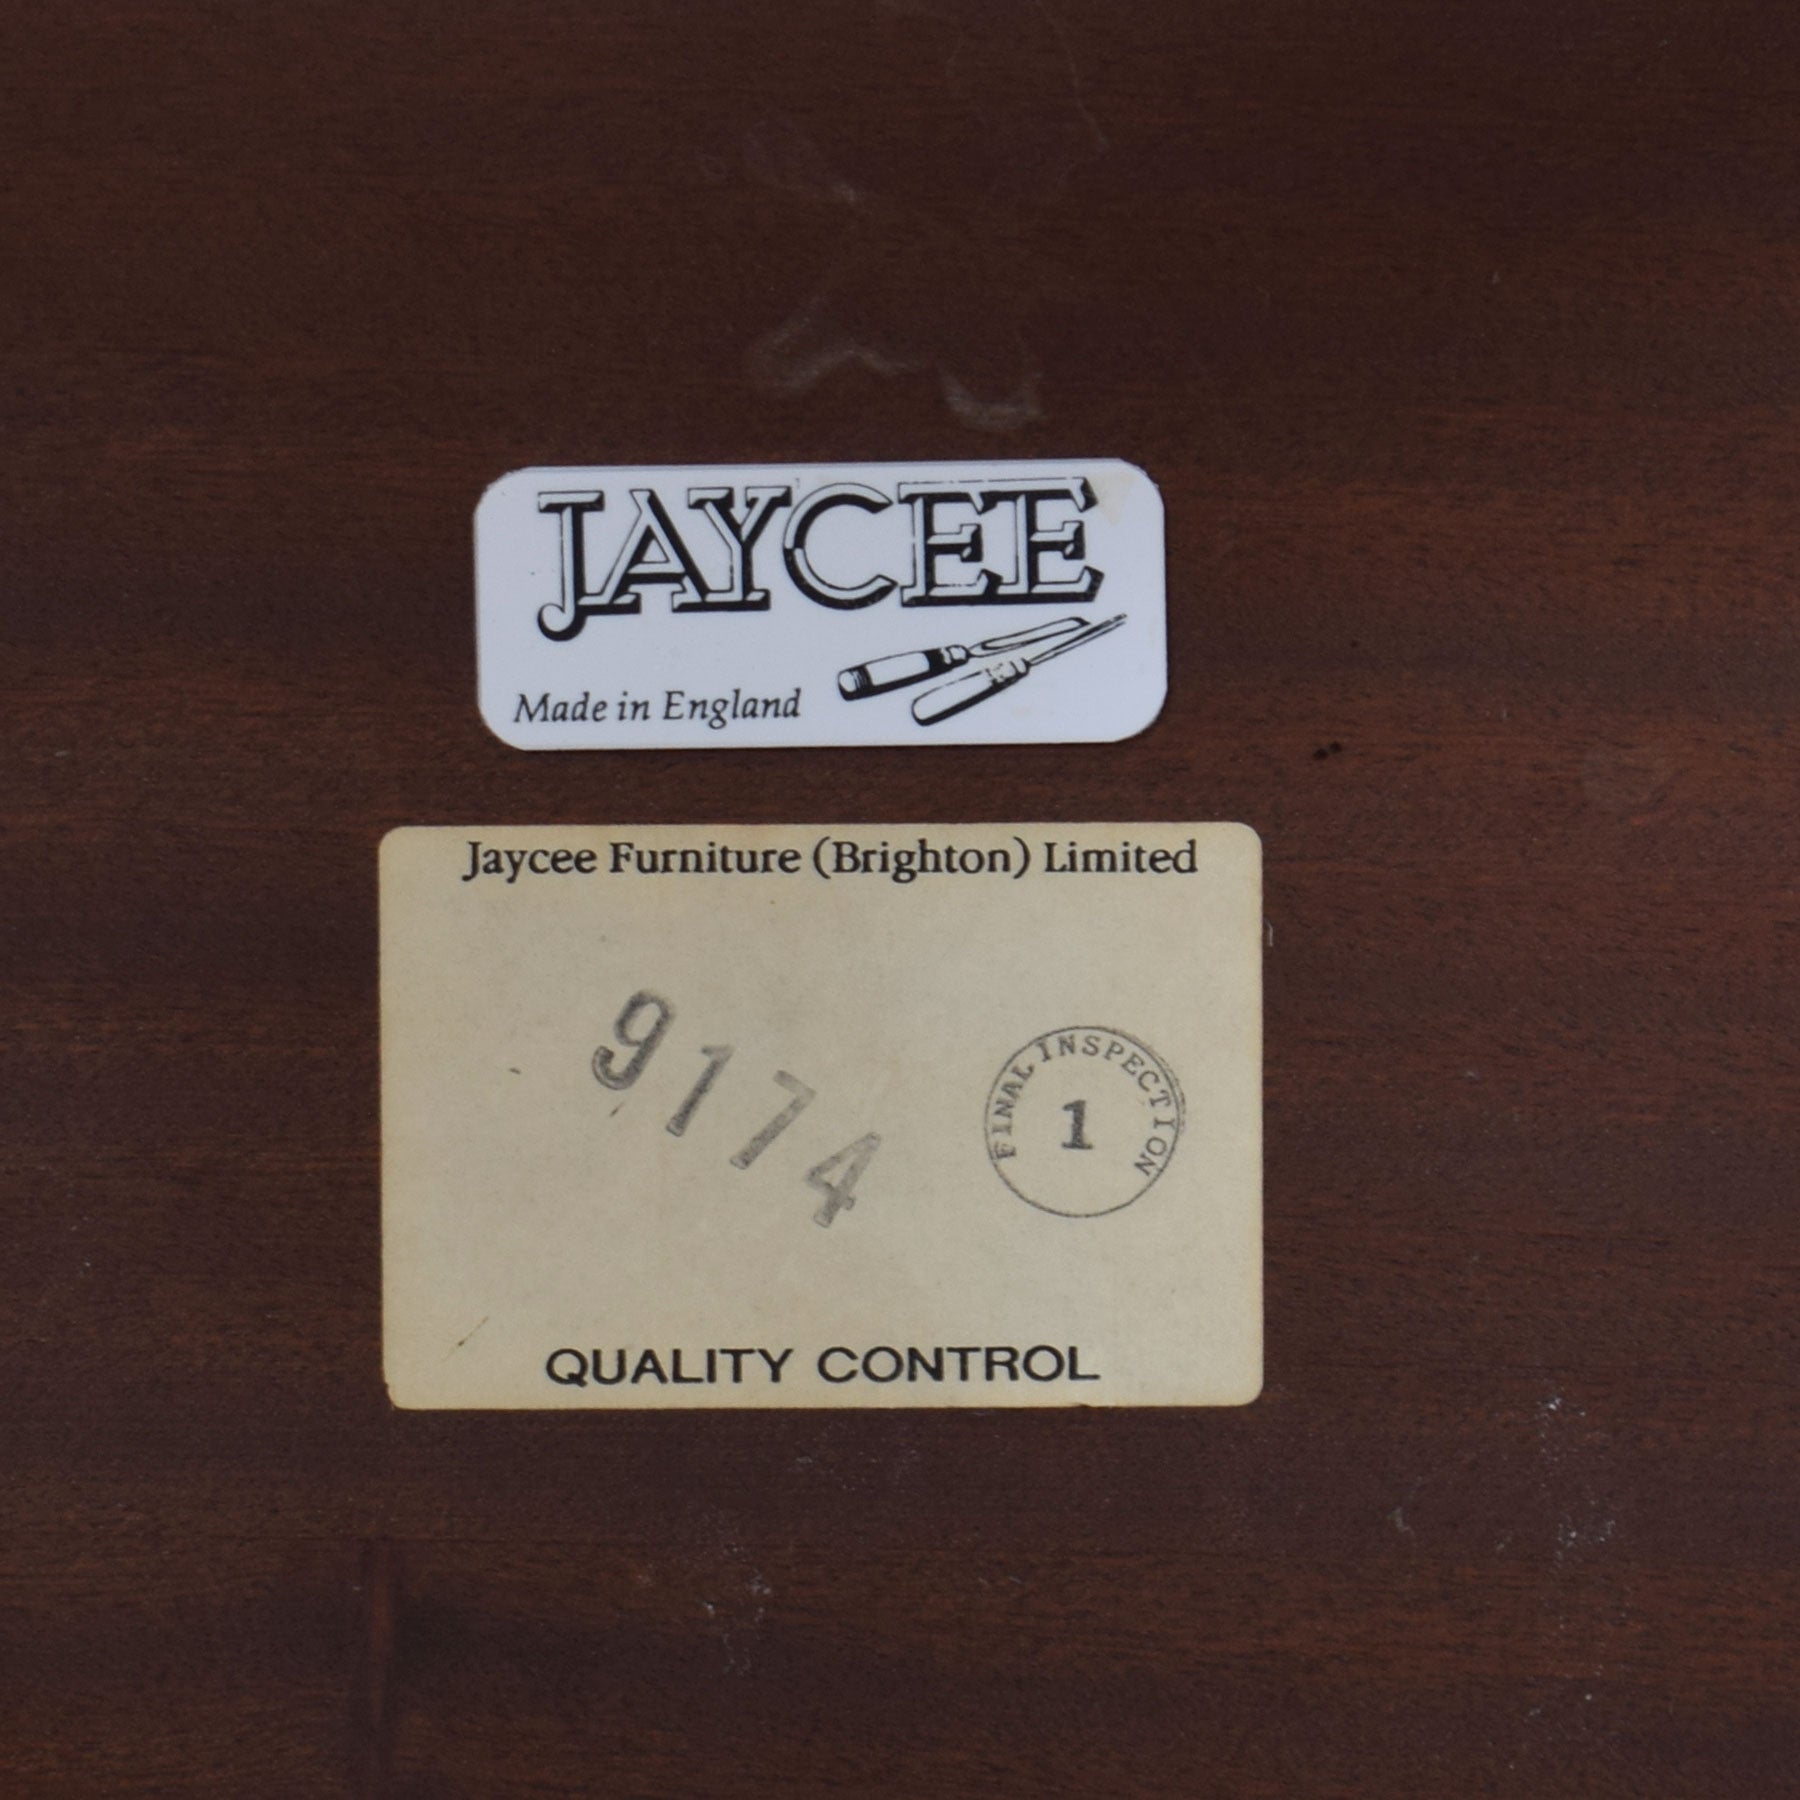 JAYCEE
Made in England
Jaycee Furniture (Brighton) Limited
9174
FINAL INSPECTION
1
QUALITY CONTROL